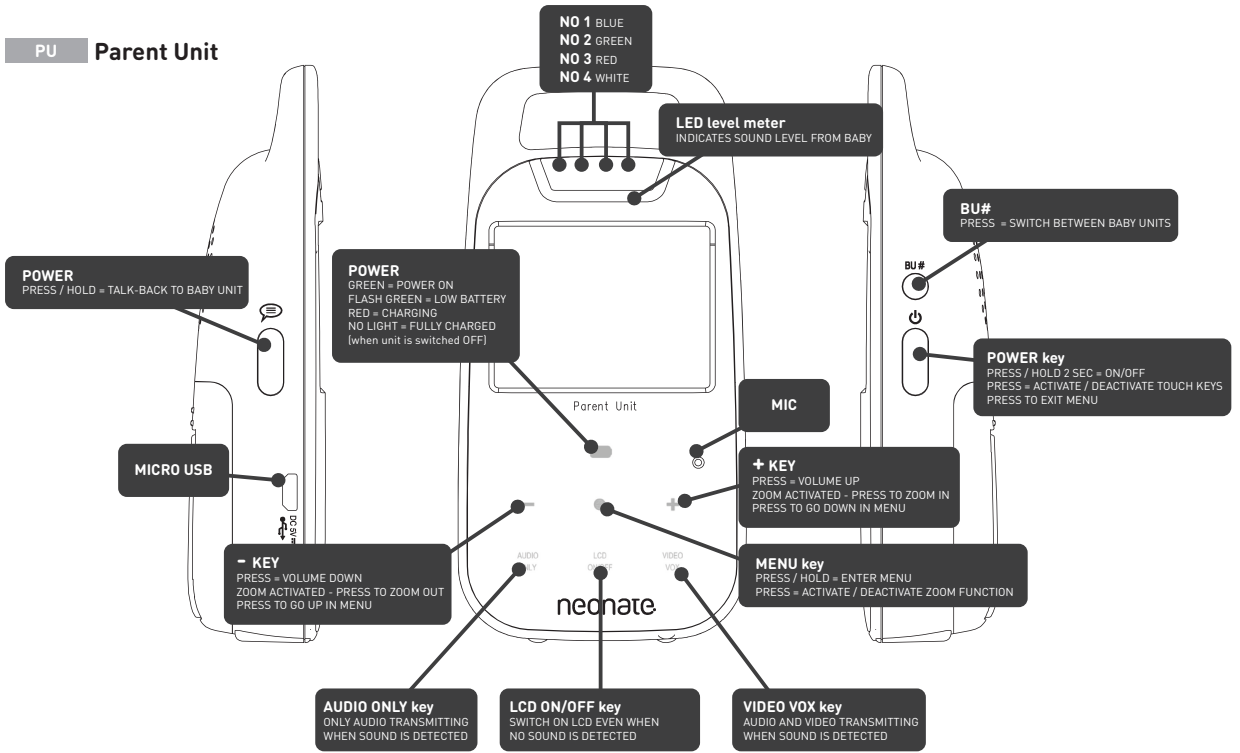 PU Parent Unit
NO 1 BLUE
NO 2 GREEN
NO 3 RED
NO 4 WHITE
LED level meter
INDICATES SOUND LEVEL FROM BABY
BU#
PRESS = SWITCH BETWEEN BABY UNITS
POWER
PRESS / HOLD = TALK-BACK TO BABY UNIT
POWER
GREEN = POWER ON
FLASH GREEN = LOW BATTERY
RED = CHARGING
NO LIGHT = FULLY CHARGED
(when unit is switched OFF)
BU#
POWER key
PRESS / HOLD 2 SEC = ON/OFF
PRESS = ACTIVATE / DEACTIVATE TOUCH KEYS
PRESS TO EXIT MENU
Parent Unit
MIC
MICRO USB
DC 5V
+ KEY
PRESS = VOLUME UP
ZOOM ACTIVATED - PRESS TO ZOOM IN
PRESS TO GO DOWN IN MENU
- KEY
PRESS = VOLUME DOWN
ZOOM ACTIVATED - PRESS TO ZOOM OUT
PRESS TO GO UP IN MENU
MENU key
PRESS / HOLD = ENTER MENU
PRESS = ACTIVATE / DEACTIVATE ZOOM FUNCTION
AUDIO
ONLY
LCD
ON/OFF
VIDEO
VOX
neonate
AUDIO ONLY key
ONLY AUDIO TRANSMITTING
WHEN SOUND IS DETECTED
LCD ON/OFF key
SWITCH ON LCD EVEN WHEN
NO SOUND IS DETECTED
VIDEO VOX key
AUDIO AND VIDEO TRANSMITTING
WHEN SOUND IS DETECTED